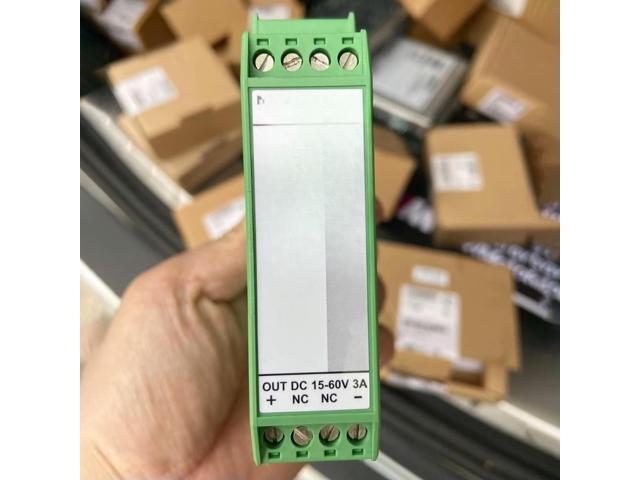 OUT DC 15-60V 3A
+ NC NC −